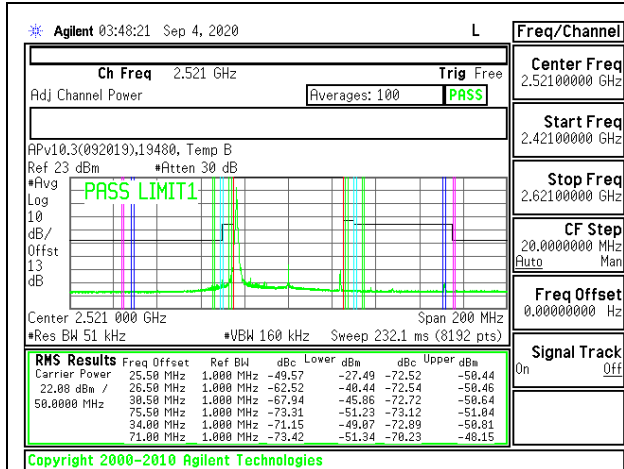 Agilent 03:48:21 Sep 4, 2020 L
Freq/Channel
Ch Freq 2.521 GHz Trig Free
Adj Channel Power Averages: 100 PASS
Center Freq
2.52100000 GHz
Start Freq
2.42100000 GHz
Stop Freq
2.62100000 GHz
CF Step
20.0000000 MHz
Auto Man
Freq Offset
0.00000000 Hz
Signal Track
On Off
APv10.3(092019),19480, Temp B
Ref 23 dBm #Atten 30 dB
#Avg
Log
10
dB/
Offst
13
dB
PASS LIMIT1
Center 2.521 000 GHz Span 200 MHz
#Res BW 51 kHz #VBW 160 kHz Sweep 232.1 ms (8192 pts)
RMS Results Freq Offset Ref BW dBc Lower dBm dBc Upper dBm
Carrier Power 25.50 MHz 1.000 MHz -49.57 -27.49 -72.52 -50.44
22.08 dBm / 26.50 MHz 1.000 MHz -62.52 -40.44 -72.54 -50.46
50.0000 MHz 30.50 MHz 1.000 MHz -67.94 -45.86 -72.72 -50.64
75.50 MHz 1.000 MHz -73.31 -51.23 -73.12 -51.04
34.00 MHz 1.000 MHz -71.15 -49.07 -72.89 -50.81
71.00 MHz 1.000 MHz -73.42 -51.34 -70.23 -48.15
Copyright 2000-2010 Agilent Technologies